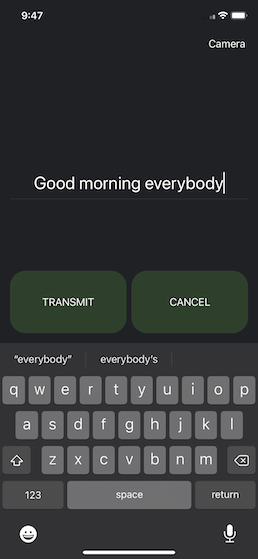 9:47
Camera
Good morning everybody
TRANSMIT CANCEL
"everybody" everybody's
q w e r t y u i o p
a s d f g h j k l
z x c v b n m
123 space return